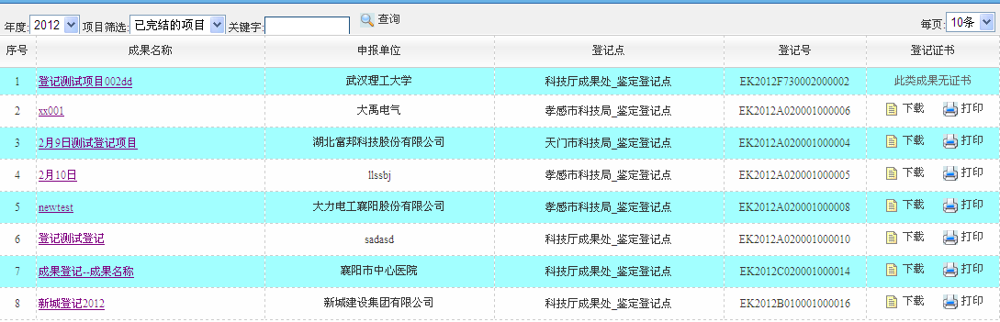 年度: 2012 项目筛选: 已完结的项目 关键字: 查询 每页: 10条
序号 成果名称 申报单位 登记点 登记号 登记证书
1 登记测试项目002dd 武汉理工大学 科技厅成果处_鉴定登记点 EK2012F730002000002 此类成果无证书
2 xx001 大禹电气 孝感市科技局_鉴定登记点 EK2012A020001000006 下载 打印
3 2月9日测试登记项目 湖北富邦科技股份有限公司 天门市科技局_鉴定登记点 EK2012A020001000004 下载 打印
4 2月10日 llssbj 孝感市科技局_鉴定登记点 EK2012A020001000005 下载 打印
5 newtest 大力电工襄阳股份有限公司 孝感市科技局_鉴定登记点 EK2012A020001000008 下载 打印
6 登记测试登记 sadasd 科技厅成果处_鉴定登记点 EK2012A020001000010 下载 打印
7 成果登记--成果名称 襄阳市中心医院 科技厅成果处_鉴定登记点 EK2012C020001000014 下载 打印
8 新城登记2012 新城建设集团有限公司 科技厅成果处_鉴定登记点 EK2012B010001000016 下载 打印